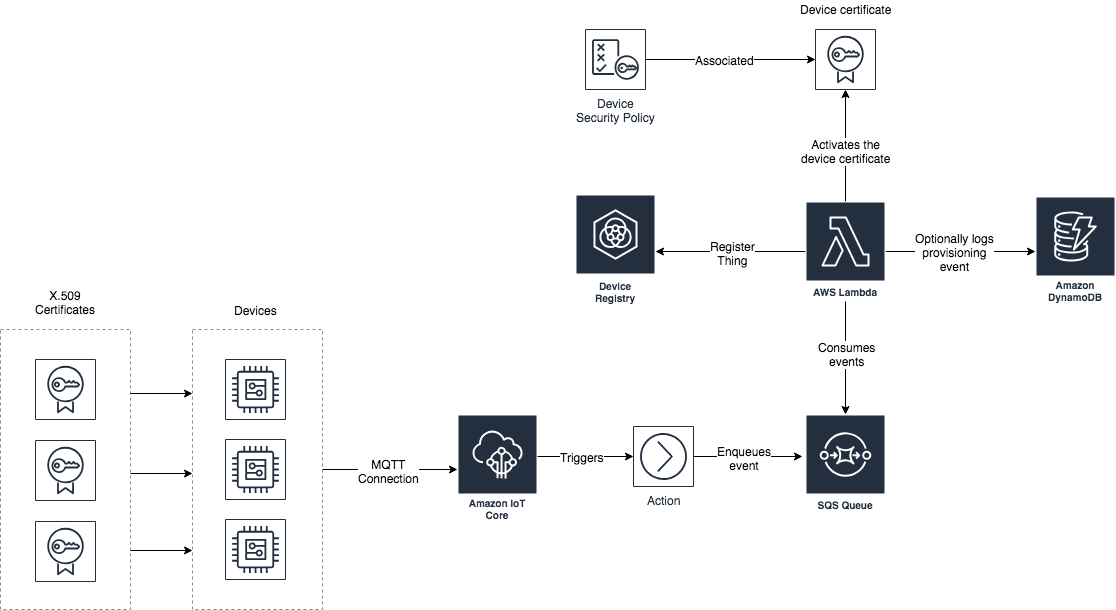 Device certificate
Associated
Device
Security Policy
Activates the
device certificate
Register
Thing
Optionally logs
provisioning
event
Device
Registry
AWS Lambda
Amazon
DynamoDB
X.509
Certificates
Devices
Consumes
events
MQTT
Connection
Triggers
Enqueues
event
Amazon IoT
Core
Action
SQS Queue